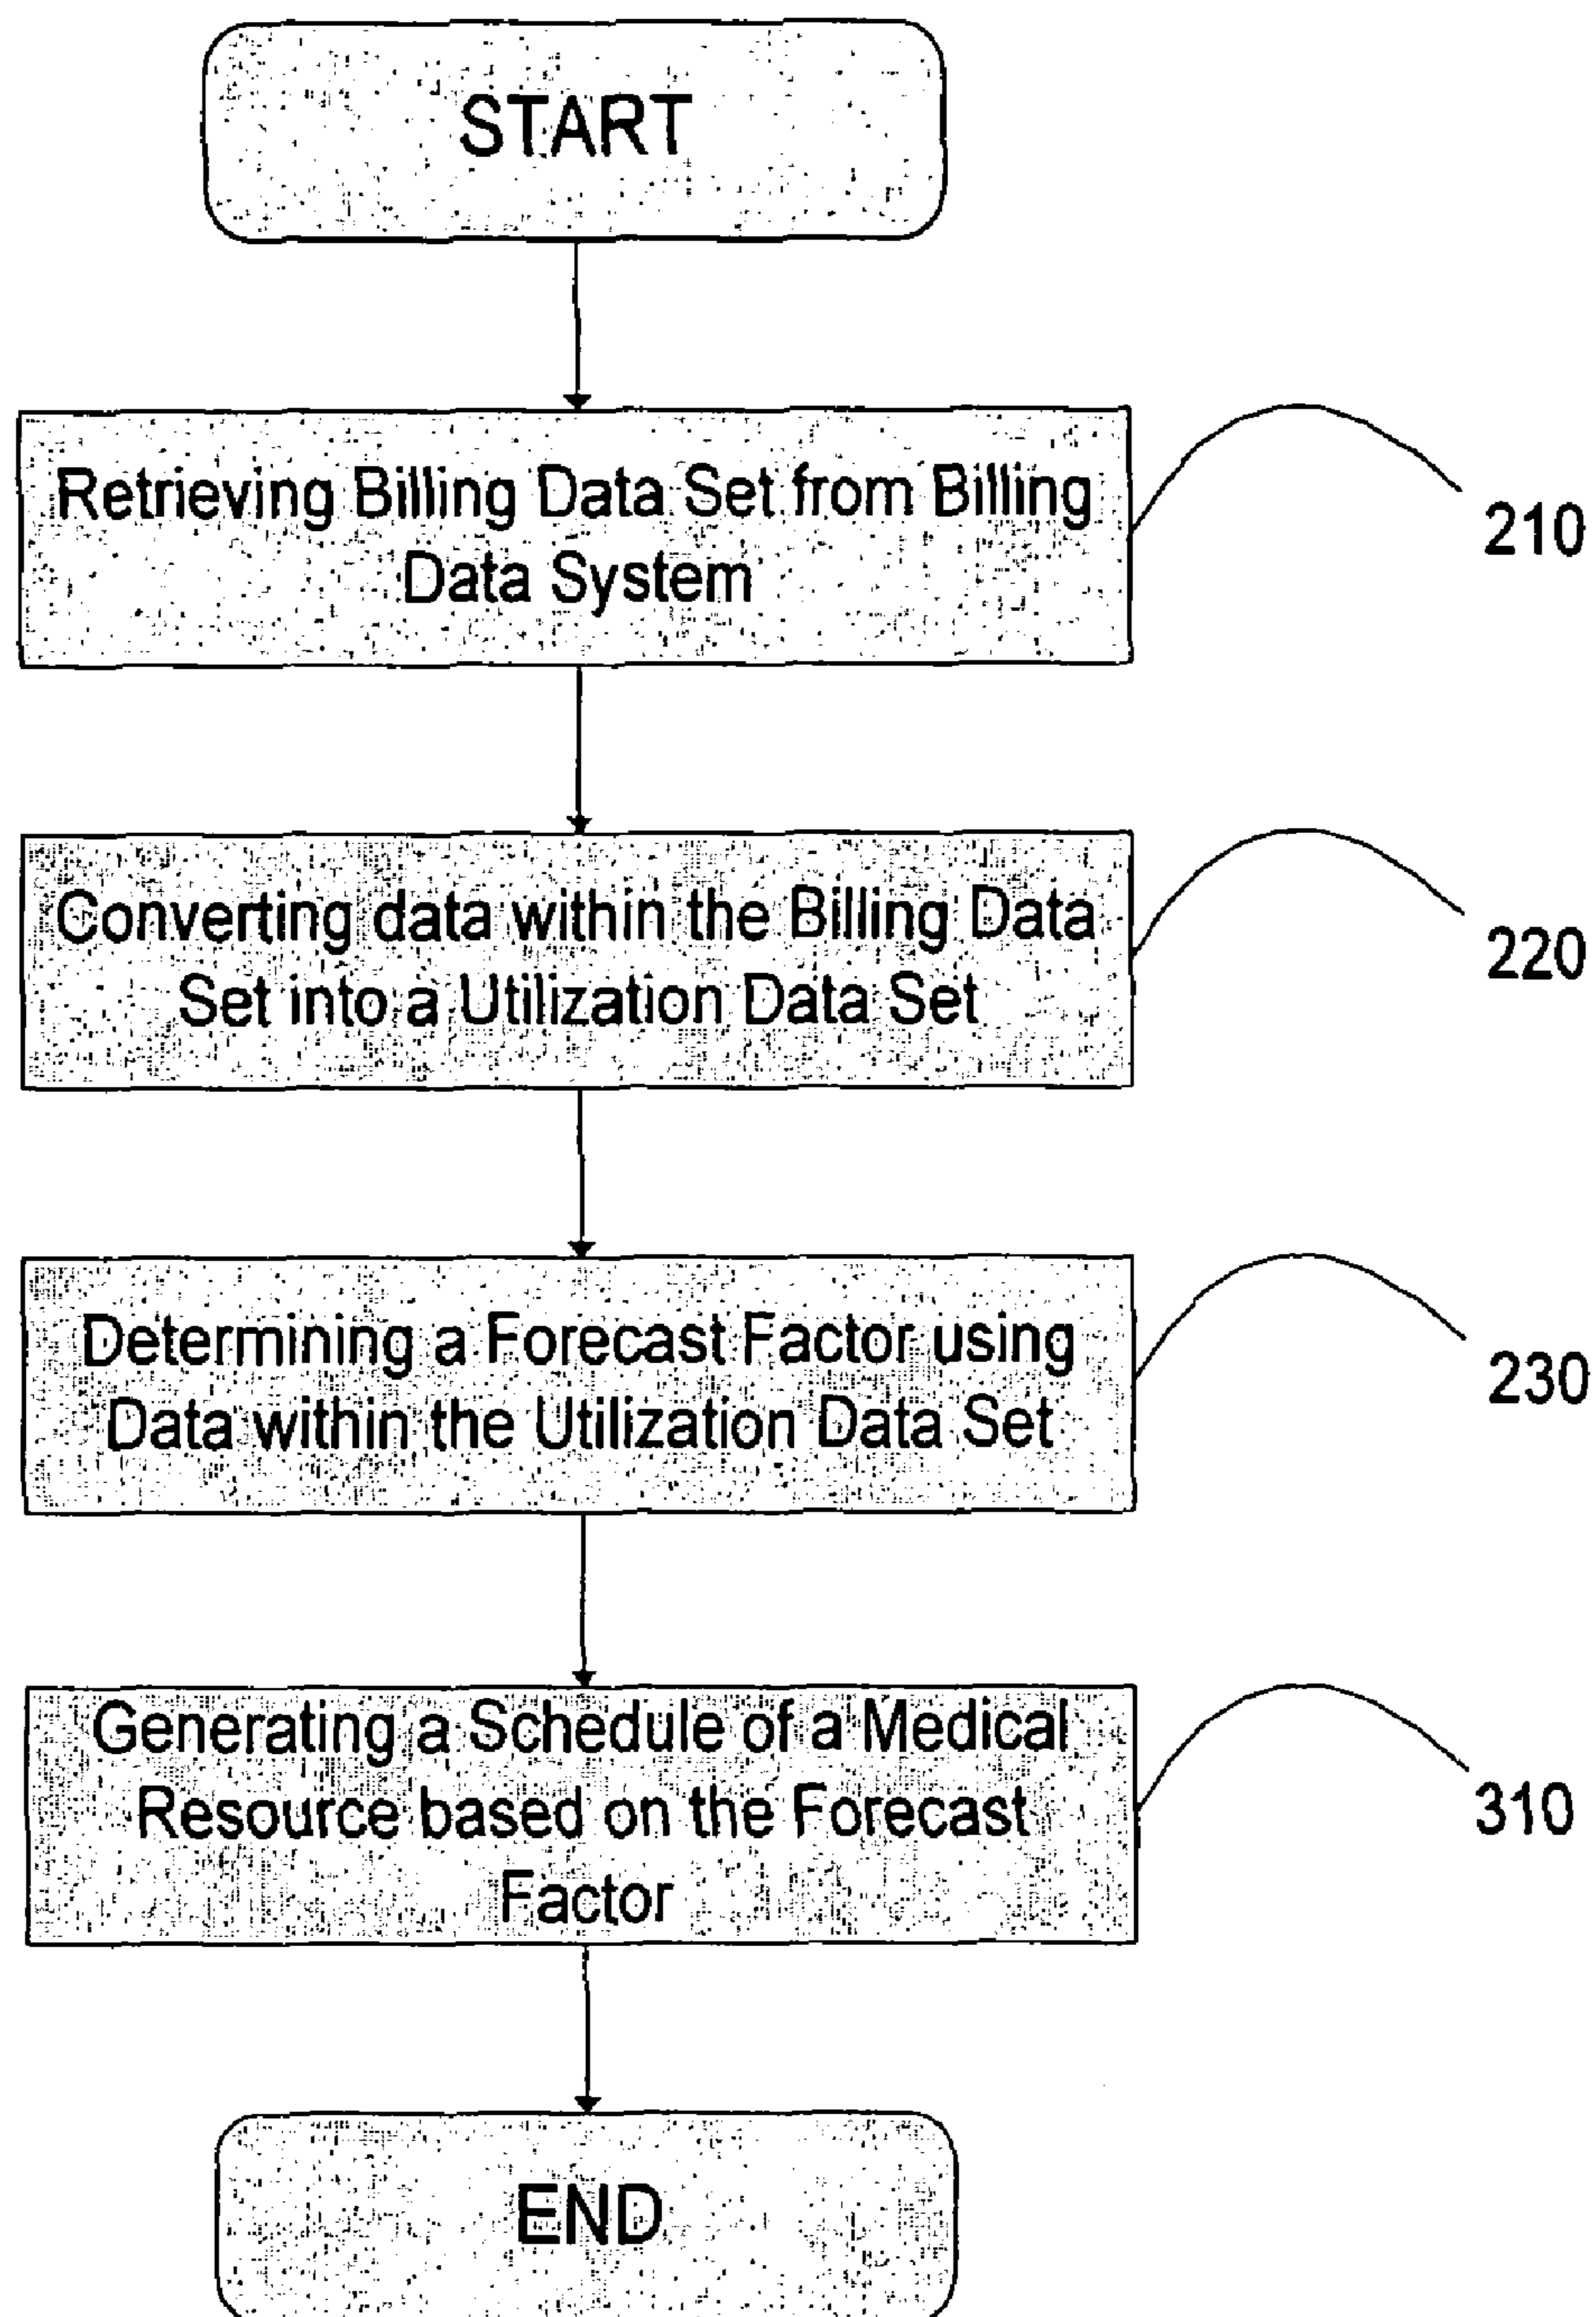 START
Retrieving Billing Data Set from Billing
Data System
210
Converting data within the Billing Data
Set into a Utilization Data Set
220
Determining a Forecast Factor using
Data within the Utilization Data Set
230
Generating a Schedule of a Medical
Resource based on the Forecast
Factor
310
END